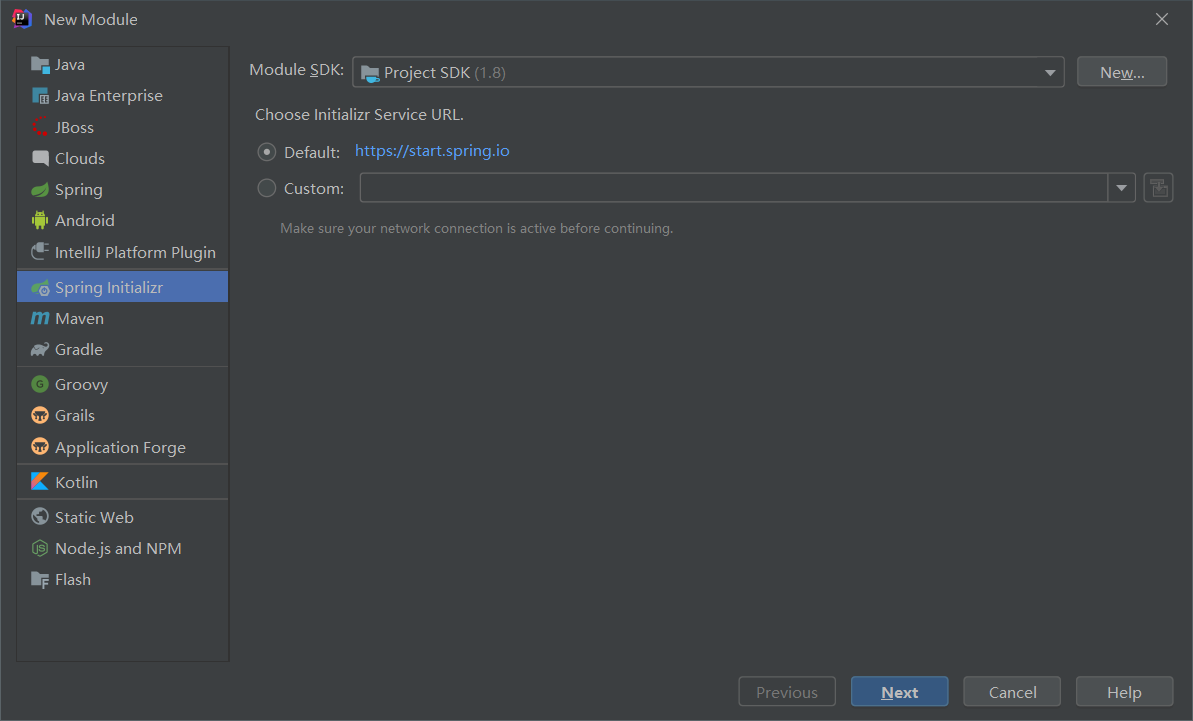 New Module
Java
Java Enterprise
JBoss
Clouds
Spring
Android
IntelliJ Platform Plugin
Spring Initializr
Maven
Gradle
Groovy
Grails
Application Forge
Kotlin
Static Web
Node.js and NPM
Flash
Module SDK: Project SDK (1.8) New...
Choose Initializr Service URL.
Default: https://start.spring.io
Custom:
Make sure your network connection is active before continuing.
Previous Next Cancel Help